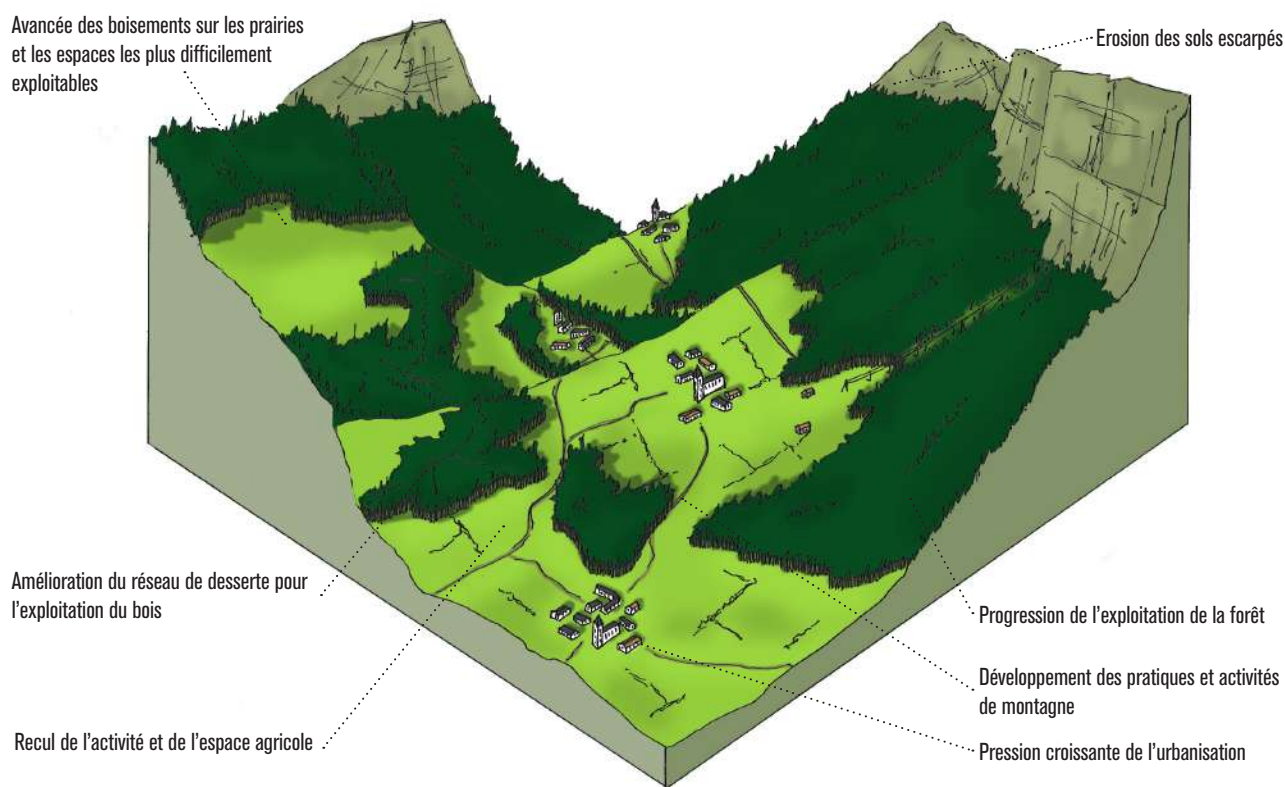 Avancée des boisements sur les prairies
et les espaces les plus difficilement
exploitables
Erosion des sols escarpés
Amélioration du réseau de desserte pour
l'exploitation du bois
Progression de l'exploitation de la forêt
Développement des pratiques et activités
de montagne
Recul de l'activité et de l'espace agricole
Pression croissante de l'urbanisation